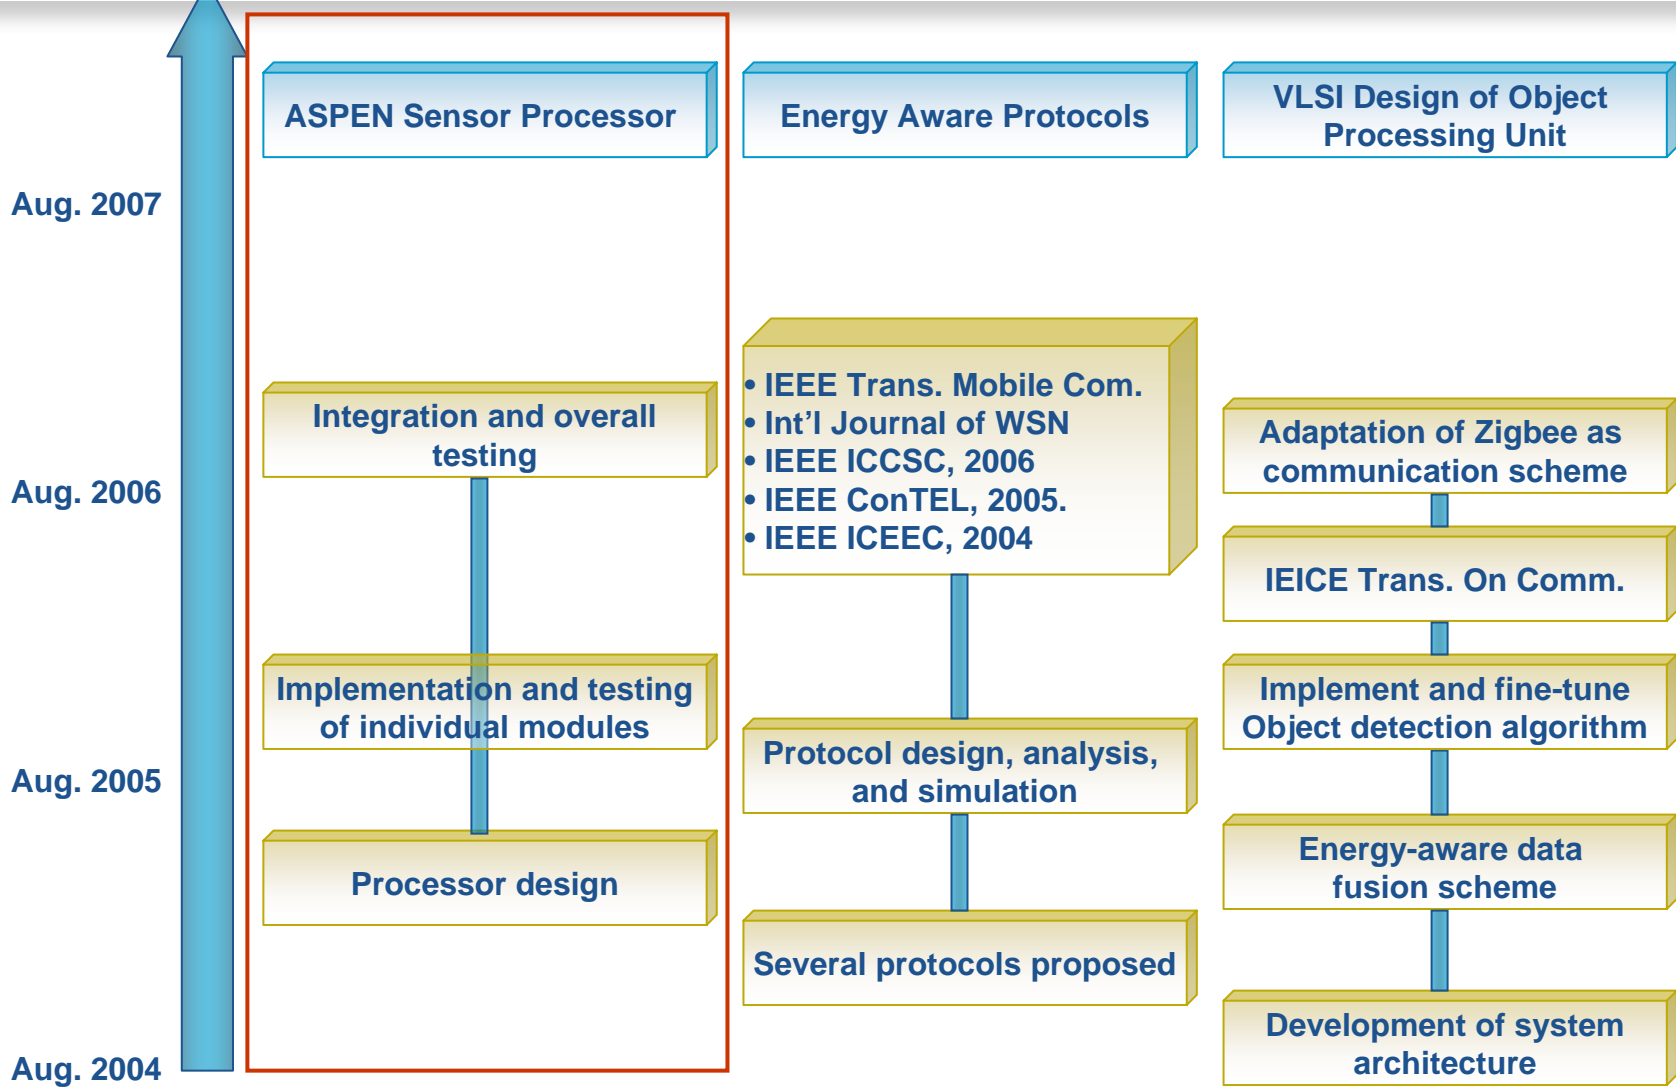 ASPEN Sensor Processor
Energy Aware Protocols
VLSI Design of Object
Processing Unit
Aug. 2007
Integration and overall
testing
• IEEE Trans. Mobile Com.
• Int'l Journal of WSN
• IEEE ICCSC, 2006
• IEEE ConTEL, 2005.
• IEEE ICEEC, 2004
Adaptation of Zigbee as
communication scheme
Aug. 2006
IEICE Trans. On Comm.
Implementation and testing
of individual modules
Protocol design, analysis,
and simulation
Implement and fine-tune
Object detection algorithm
Aug. 2005
Processor design
Energy-aware data
fusion scheme
Several protocols proposed
Development of system
architecture
Aug. 2004